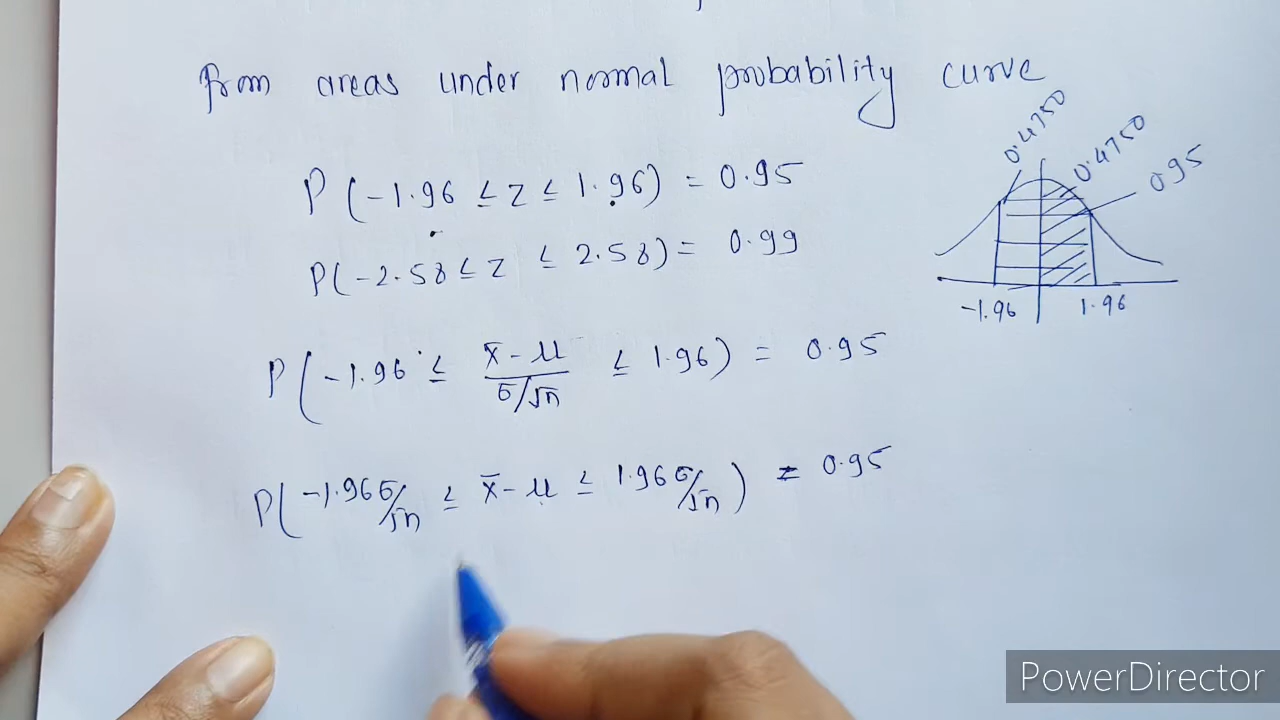 from areas under normal probability curve
0.4750
0.4750
0.95
P(-1.96 ≤ z ≤ 1.96) = 0.95
P(-2.58 ≤ z ≤ 2.58) = 0.99
-1.96 1.96
P(-1.96 ≤ (x̄ - μ)/(σ/√n) ≤ 1.96) = 0.95
P(-1.96 σ/√n ≤ x̄ - μ ≤ 1.96 σ/√n) = 0.95
PowerDirector